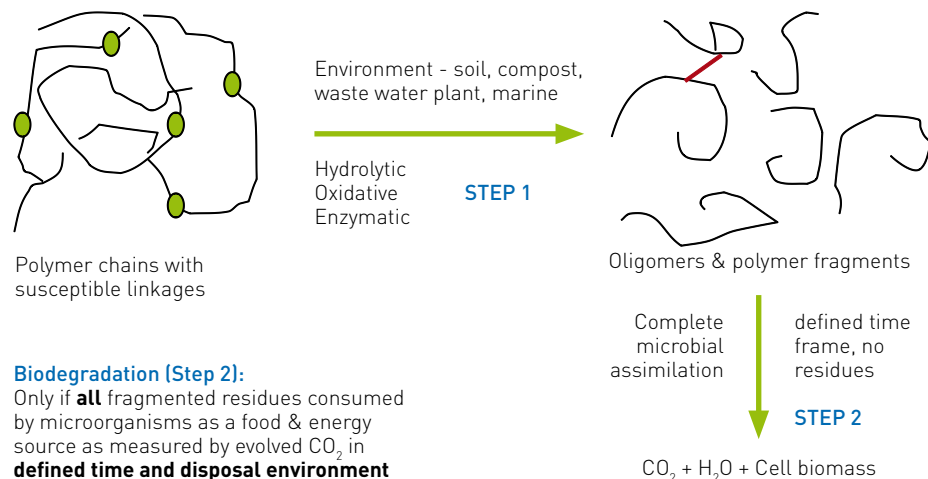 Environment - soil, compost,
waste water plant, marine
Hydrolytic
Oxidative
Enzymatic
STEP 1
Polymer chains with
susceptible linkages
Oligomers & polymer fragments
Complete
microbial
assimilation
defined time
frame, no
residues
STEP 2
Biodegradation (Step 2):
Only if all fragmented residues consumed
by microorganisms as a food & energy
source as measured by evolved CO₂ in
defined time and disposal environment
CO₂ + H₂O + Cell biomass